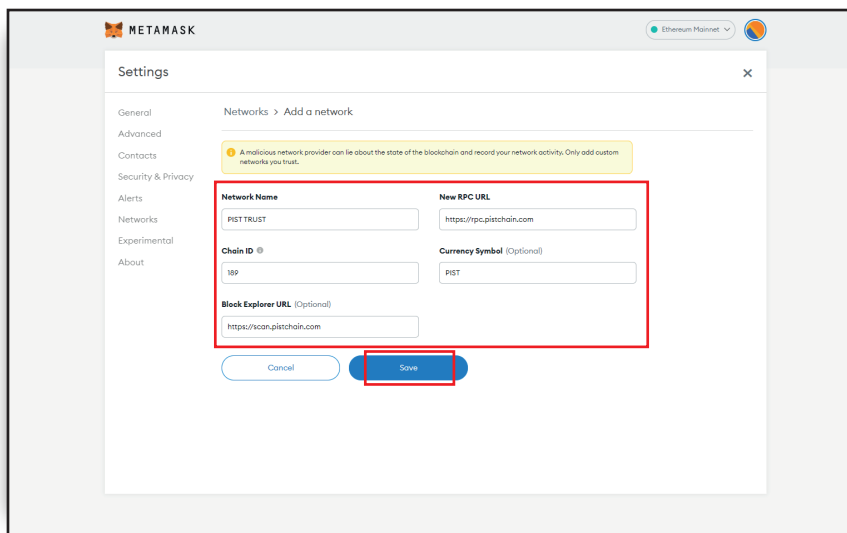 METAMASK
Ethereum Mainnet
Settings
General
Advanced
Contacts
Security & Privacy
Alerts
Networks
Experimental
About
Networks > Add a network
A malicious network provider can lie about the state of the blockchain and record your network activity. Only add custom
networks you trust.
Network Name
PIST TRUST
New RPC URL
https://rpc.pistchain.com
Chain ID
189
Currency Symbol (Optional)
PIST
Block Explorer URL (Optional)
https://scan.pistchain.com
Cancel
Save